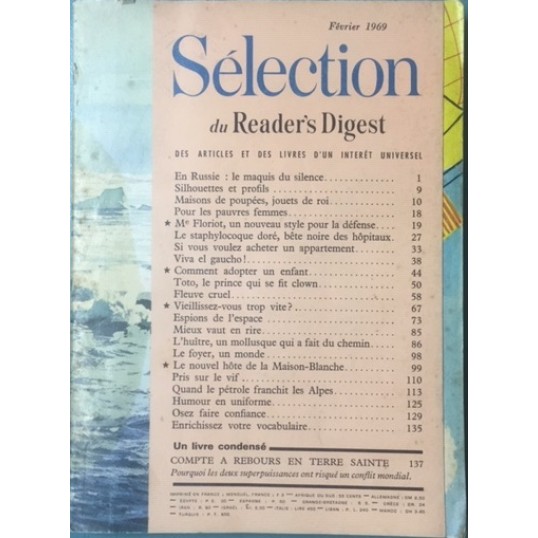 Février 1969
Sélection
du Reader's Digest
DES ARTICLES ET DES LIVRES D'UN INTERÊT UNIVERSEL
En Russie : le maquis du silence............. 1
Silhouettes et profils ............. 9
Maisons de poupées, jouets de roi............. 10
Pour les pauvres femmes............. 18
★ Mᵉ Floriot, un nouveau style pour la défense... 19
Le staphylocoque doré, bête noire des hôpitaux. 27
Si vous voulez acheter un appartement......... 33
Viva el gaucho!............. 38
★ Comment adopter un enfant............. 44
Toto, le prince qui se fit clown............. 50
Fleuve cruel............. 58
★ Vieillissez-vous trop vite?............. 67
Espions de l'espace ............. 73
Mieux vaut en rire............. 85
L'huître, un mollusque qui a fait du chemin.... 86
Le foyer, un monde ............. 98
★ Le nouvel hôte de la Maison-Blanche......... 99
Pris sur le vif ............. 110
Quand le pétrole franchit les Alpes............ 113
Humour en uniforme............. 125
Osez faire confiance............. 129
Enrichissez votre vocabulaire............. 135
Un livre condensé
COMPTE A REBOURS EN TERRE SAINTE 137
Pourquoi les deux superpuissances ont risqué un conflit mondial.